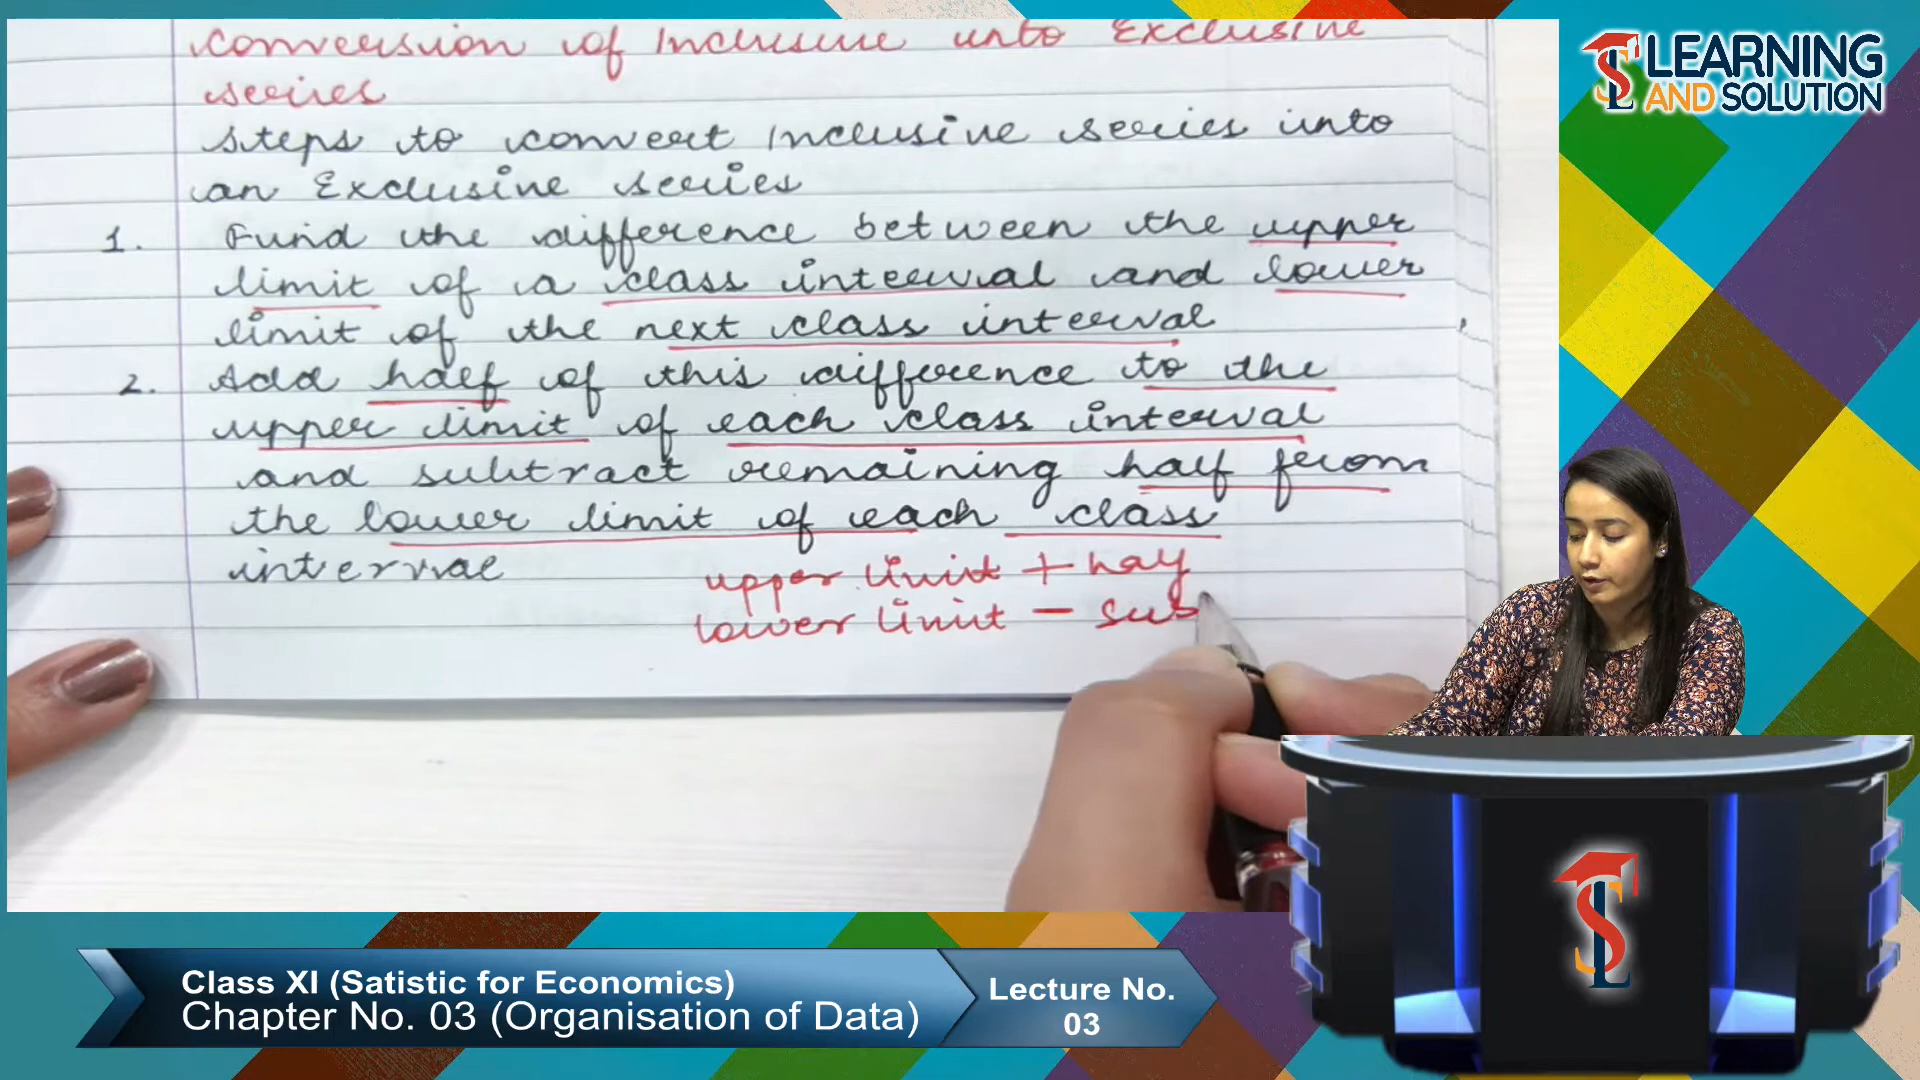 conversion of Inclusive into Exclusive
series
steps to convert Inclusive series into
an Exclusive series
1. Find the difference between the upper
limit of a class interval and lower
limit of the next class interval
2. Add half of this difference to the
upper limit of each class interval
and subtract remaining half from
the lower limit of each class
interval
upper limit + half
lower limit - sub
LEARNING
AND SOLUTION
Class XI (Satistic for Economics)
Chapter No. 03 (Organisation of Data)
Lecture No.
03